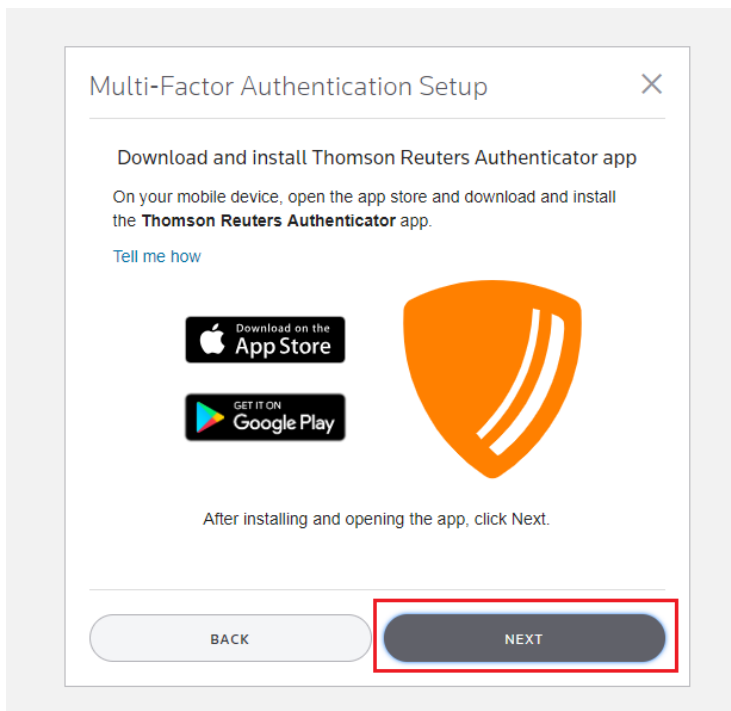 Multi-Factor Authentication Setup
Download and install Thomson Reuters Authenticator app
On your mobile device, open the app store and download and install
the Thomson Reuters Authenticator app.
Tell me how
Download on the
App Store
GET IT ON
Google Play
After installing and opening the app, click Next.
BACK
NEXT